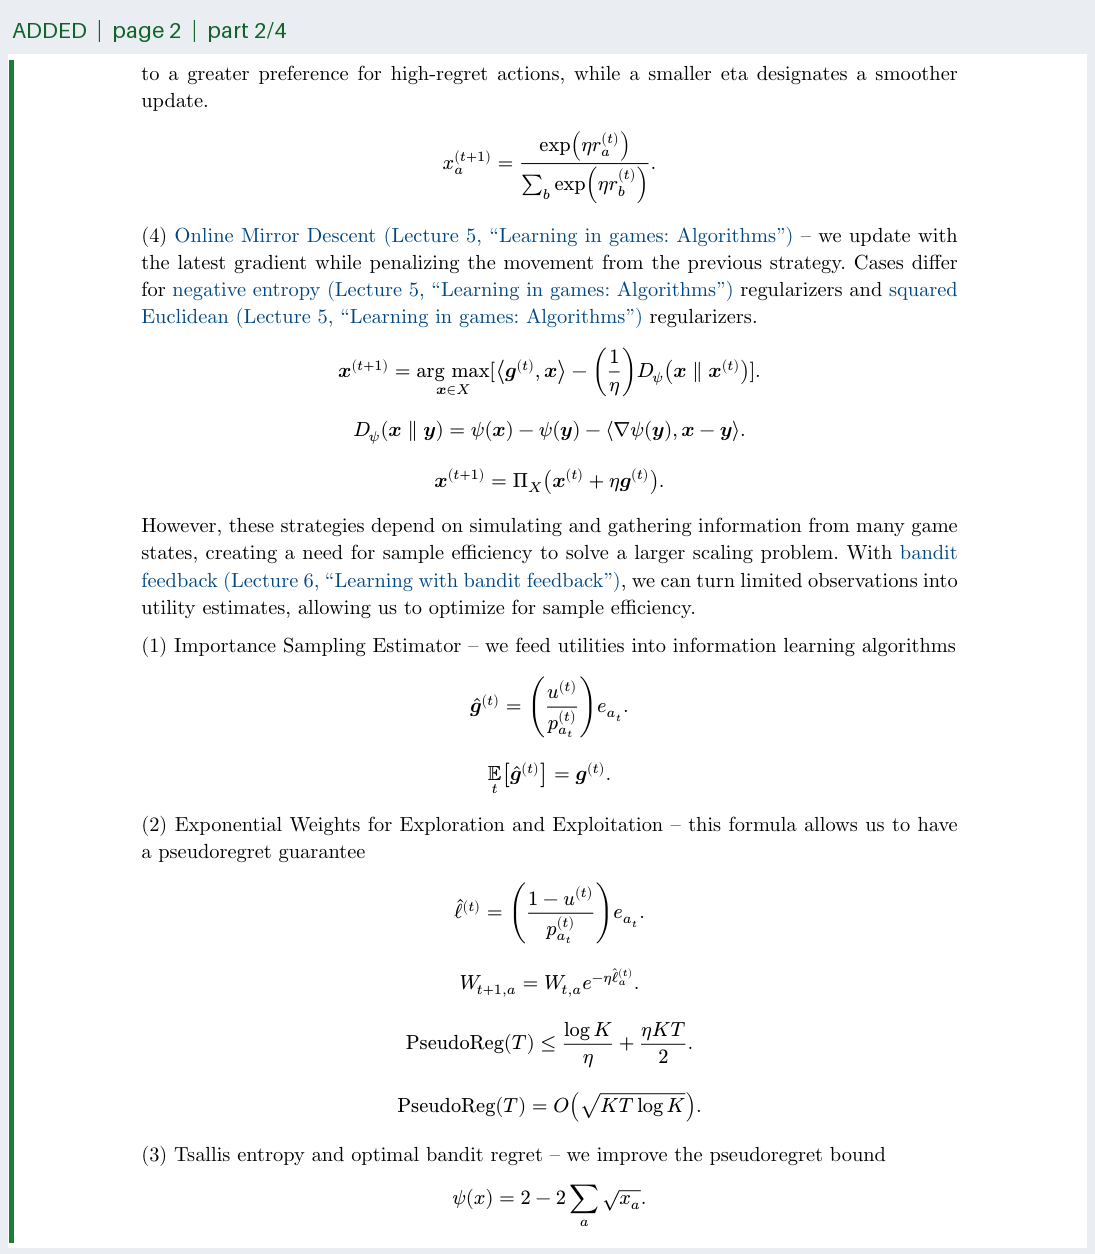 ADDED | page 2 | part 2/4
to a greater preference for high-regret actions, while a smaller eta designates a smoother
update.
x_a^{(t+1)} = \frac{\exp(ηr_a^{(t)})}{∑_b \exp(ηr_b^{(t)})}.
(4) Online Mirror Descent (Lecture 5, “Learning in games: Algorithms”) – we update with
the latest gradient while penalizing the movement from the previous strategy. Cases differ
for negative entropy (Lecture 5, “Learning in games: Algorithms”) regularizers and squared
Euclidean (Lecture 5, “Learning in games: Algorithms”) regularizers.
x^{(t+1)} = \arg\max_{x∈X}[⟨g^{(t)}, x⟩ − (\frac{1}{η})D_ψ(x ∥ x^{(t)})].
D_ψ(x ∥ y) = ψ(x) − ψ(y) − ⟨∇ψ(y), x − y⟩.
x^{(t+1)} = Π_X(x^{(t)} + ηg^{(t)}).
However, these strategies depend on simulating and gathering information from many game
states, creating a need for sample efficiency to solve a larger scaling problem. With bandit
feedback (Lecture 6, “Learning with bandit feedback”), we can turn limited observations into
utility estimates, allowing us to optimize for sample efficiency.
(1) Importance Sampling Estimator – we feed utilities into information learning algorithms
ĝ^{(t)} = (\frac{u^{(t)}}{p_{a_t}^{(t)}})e_{a_t}.
𝔼_t[ĝ^{(t)}] = g^{(t)}.
(2) Exponential Weights for Exploration and Exploitation – this formula allows us to have
a pseudoregret guarantee
\hat{ℓ}^{(t)} = (\frac{1 − u^{(t)}}{p_{a_t}^{(t)}})e_{a_t}.
W_{t+1,a} = W_{t,a}e^{−η\hat{ℓ}_a^{(t)}}.
PseudoReg(T) ≤ \frac{\log K}{η} + \frac{ηKT}{2}.
PseudoReg(T) = O(\sqrt{KT \log K}).
(3) Tsallis entropy and optimal bandit regret – we improve the pseudoregret bound
ψ(x) = 2 − 2∑_a \sqrt{x_a}.